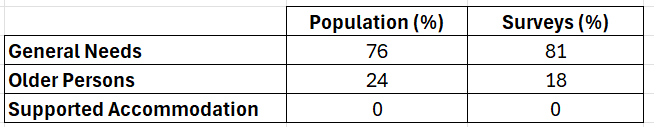 Population (%) Surveys (%)
General Needs 76 81
Older Persons 24 18
Supported Accommodation 0 0